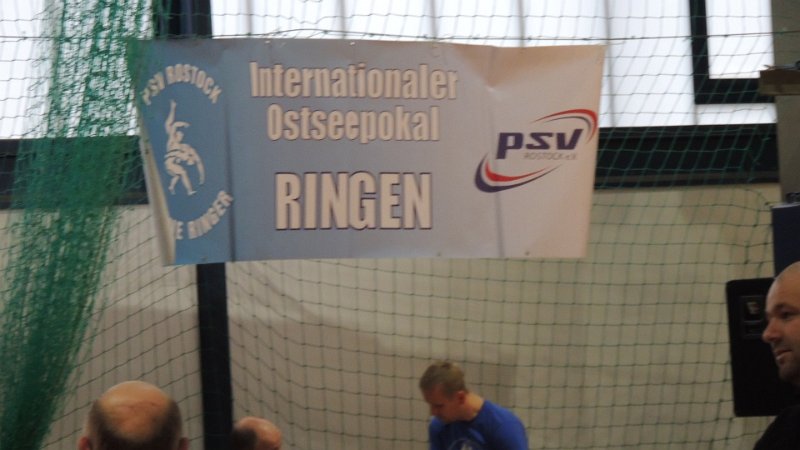 PSV ROSTOCK
RINGER
Internationaler
Ostseepokal
RINGEN
PSV
ROSTOCK e.V.